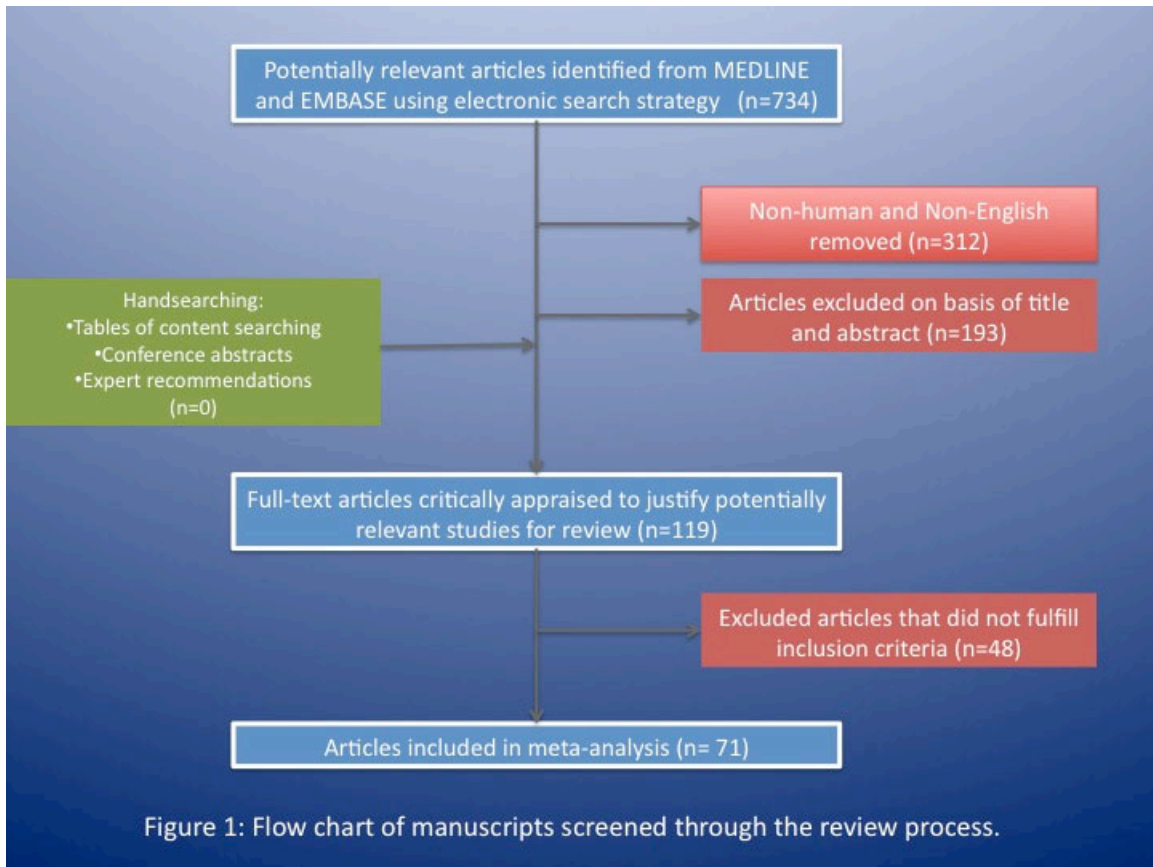 Potentially relevant articles identified from MEDLINE
and EMBASE using electronic search strategy (n=734)
Non-human and Non-English
removed (n=312)
Handsearching:
•Tables of content searching
•Conference abstracts
•Expert recommendations
(n=0)
Articles excluded on basis of title
and abstract (n=193)
Full-text articles critically appraised to justify potentially
relevant studies for review (n=119)
Excluded articles that did not fulfill
inclusion criteria (n=48)
Articles included in meta-analysis (n= 71)
Figure 1: Flow chart of manuscripts screened through the review process.